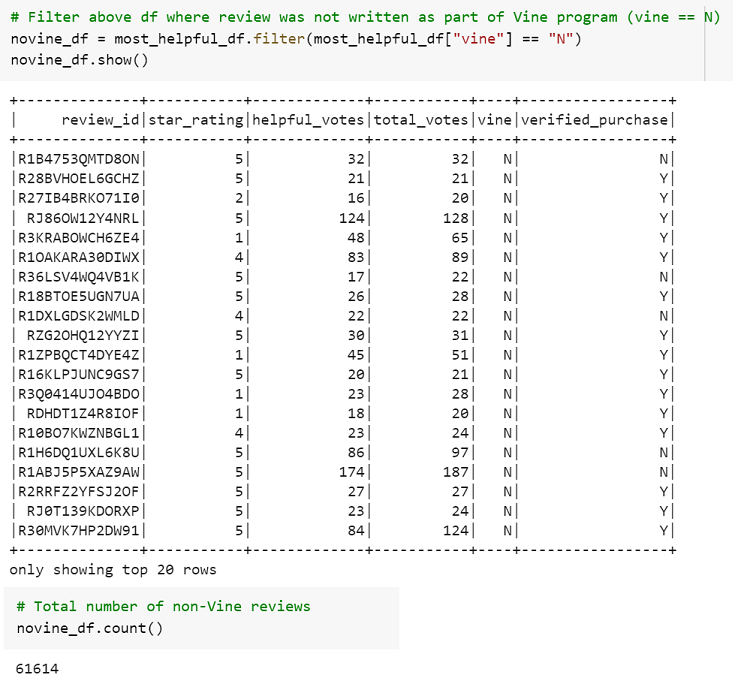 # Filter above df where review was not written as part of Vine program (vine == N)
novine_df = most_helpful_df.filter(most_helpful_df["vine"] == "N")
novine_df.show()
+--------------+-----------+-------------+-----------+----+-----------------+
|     review_id|star_rating|helpful_votes|total_votes|vine|verified_purchase|
+--------------+-----------+-------------+-----------+----+-----------------+
|R1B4753QMTD8ON|          5|           32|         32|   N|                N|
|R28BVHOEL6GCHZ|          5|           21|         21|   N|                Y|
|R27IB4BRKO71I0|          2|           16|         20|   N|                Y|
| RJ86OW12Y4NRL|          5|          124|        128|   N|                Y|
|R3KRABOWCH6ZE4|          1|           48|         65|   N|                Y|
|R1OAKARA30DIWX|          4|           83|         89|   N|                Y|
|R36LSV4WQ4VB1K|          5|           17|         22|   N|                N|
|R18BTOE5UGN7UA|          5|           26|         28|   N|                Y|
|R1DXLGDSK2WMLD|          4|           22|         22|   N|                N|
| RZG2OHQ12YYZI|          5|           30|         31|   N|                Y|
|R1ZPBQCT4DYE4Z|          1|           45|         51|   N|                Y|
|R16KLPJUNC9GS7|          5|           20|         21|   N|                Y|
|R3Q0414UJO4BDO|          1|           23|         28|   N|                Y|
| RDHDT1Z4R8IOF|          1|           18|         20|   N|                Y|
|R10BO7KWZNBGL1|          4|           23|         24|   N|                Y|
|R1H6DQ1UXL6K8U|          5|           86|         97|   N|                N|
|R1ABJ5P5XAZ9AW|          5|          174|        187|   N|                N|
|R2RRFZ2YFSJ2OF|          5|           27|         27|   N|                Y|
| RJ0T139KDORXP|          5|           23|         24|   N|                Y|
|R30MVK7HP2DW91|          5|           84|        124|   N|                Y|
+--------------+-----------+-------------+-----------+----+-----------------+
only showing top 20 rows
# Total number of non-Vine reviews
novine_df.count()
61614